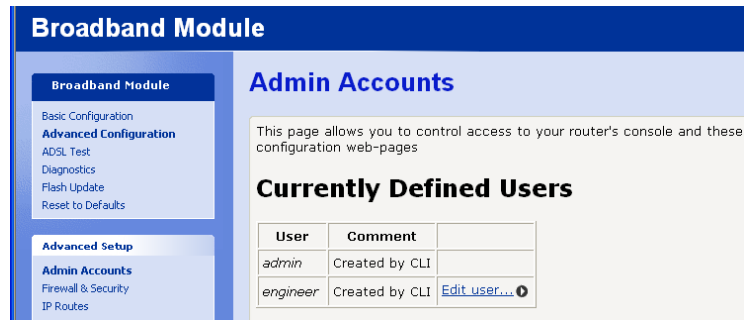 Broadband Module
Broadband Module
Basic Configuration
Advanced Configuration
ADSL Test
Diagnostics
Flash Update
Reset to Defaults
Advanced Setup
Admin Accounts
Firewall & Security
IP Routes
Admin Accounts
This page allows you to control access to your router's console and these
configuration web-pages
Currently Defined Users
User Comment
admin Created by CLI
engineer Created by CLI Edit user...